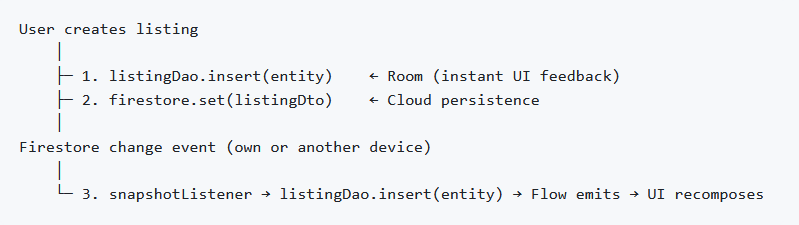 User creates listing
│
├─ 1. listingDao.insert(entity)    ← Room (instant UI feedback)
├─ 2. firestore.set(listingDto)    ← Cloud persistence
│
Firestore change event (own or another device)
│
└─ 3. snapshotListener → listingDao.insert(entity) → Flow emits → UI recomposes